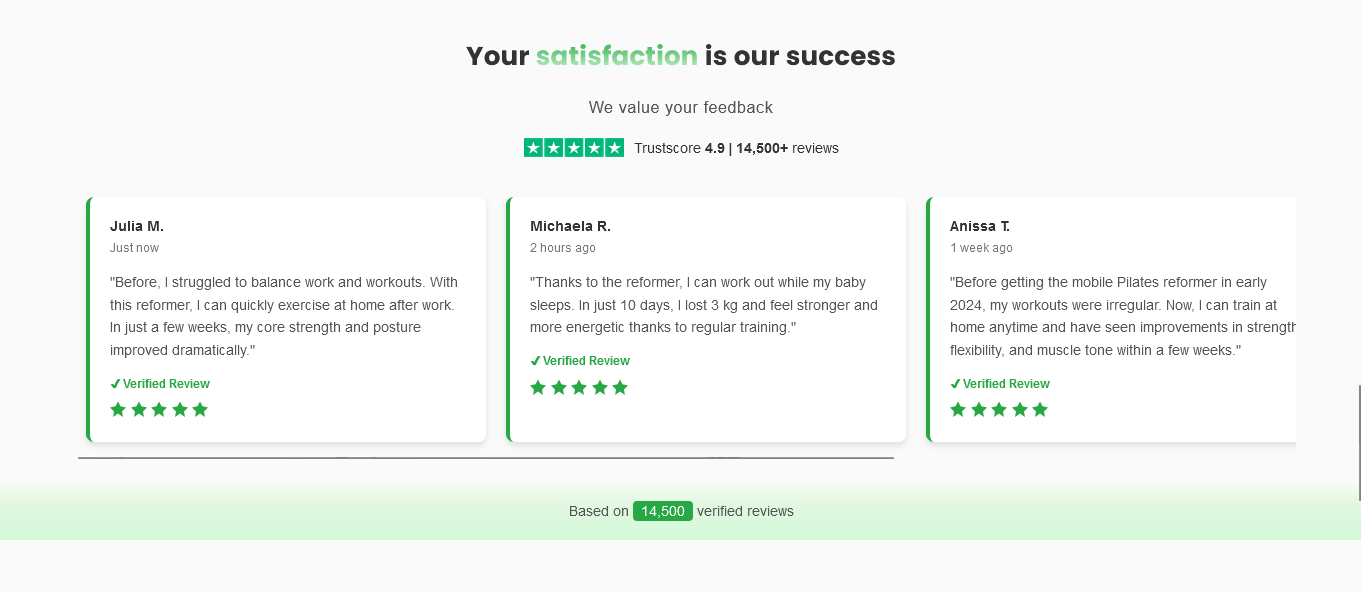 Your satisfaction is our success
We value your feedback
Trustscore 4.9 | 14,500+ reviews
Julia M.
Just now
"Before, I struggled to balance work and workouts. With
this reformer, I can quickly exercise at home after work.
In just a few weeks, my core strength and posture
improved dramatically."
✔Verified Review
Michaela R.
2 hours ago
"Thanks to the reformer, I can work out while my baby
sleeps. In just 10 days, I lost 3 kg and feel stronger and
more energetic thanks to regular training."
✔Verified Review
Anissa T.
1 week ago
"Before getting the mobile Pilates reformer in early
2024, my workouts were irregular. Now, I can train at
home anytime and have seen improvements in strength
flexibility, and muscle tone within a few weeks."
✔Verified Review
Based on 14,500 verified reviews